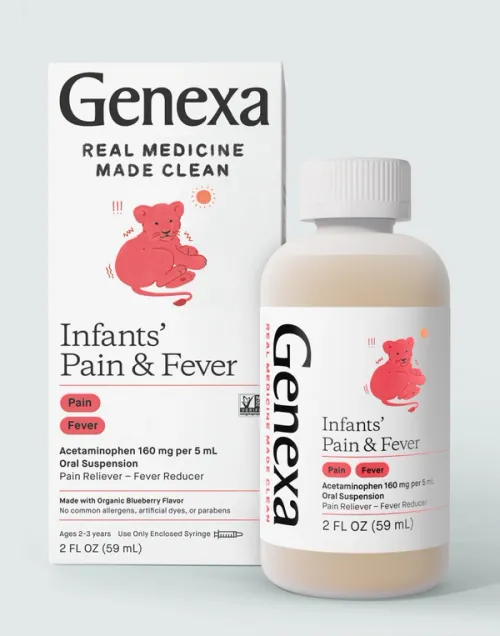 Genexa
REAL MEDICINE
MADE CLEAN
Infants'
Pain & Fever
Pain
Fever
Acetaminophen 160 mg per 5 mL
Oral Suspension
Pain Reliever – Fever Reducer
Made with Organic Blueberry Flavor
No common allergens, artificial dyes, or parabens
Ages 2-3 years Use Only Enclosed Syringe
2 FL OZ (59 mL)
Genexa
REAL MEDICINE MADE CLEAN
Infants'
Pain & Fever
Pain Fever
Acetaminophen 160 mg per 5 mL
Oral Suspension
Pain Reliever – Fever Reducer
2 FL OZ (59 mL)